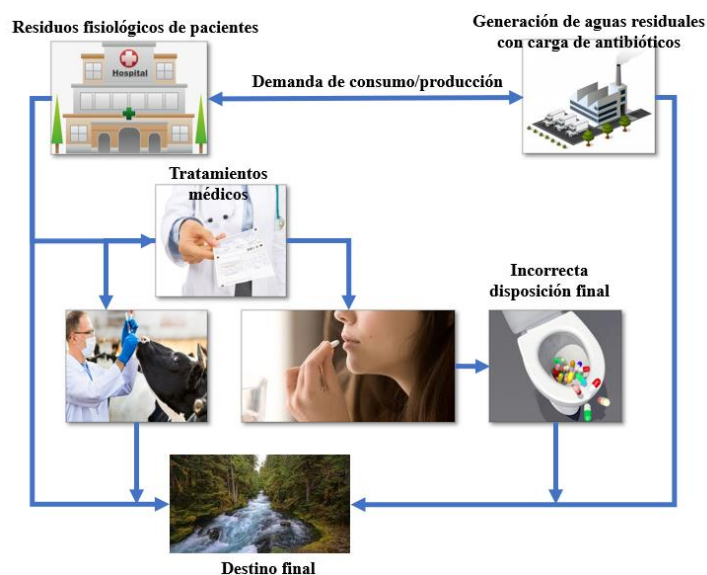 Residuos fisiológicos de pacientes
Generación de aguas residuales
con carga de antibióticos
Hospital
Demanda de consumo/producción
Tratamientos
médicos
Incorrecta
disposición final
Destino final